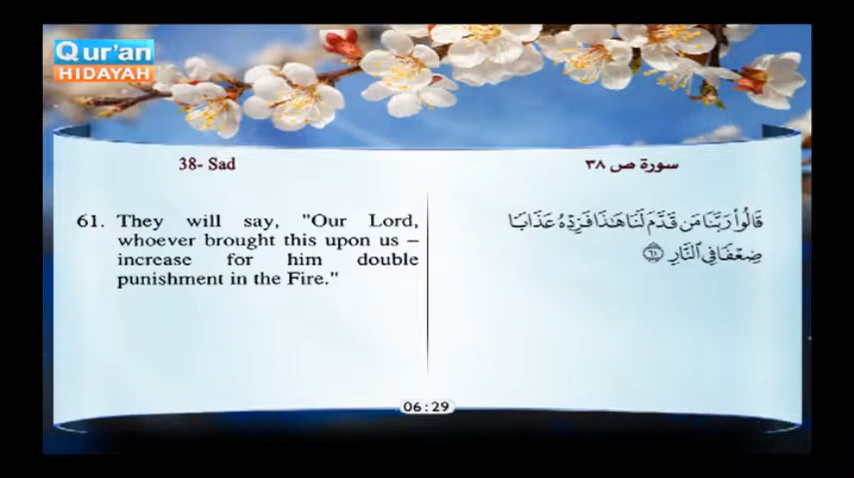 Qur'an
HIDAYAH
38- Sad
سورة ص ٣٨
61. They will say, "Our Lord,
whoever brought this upon us –
increase for him double
punishment in the Fire."
قَالُوا۟ رَبَّنَا مَن قَدَّمَ لَنَا هَٰذَا فَزِدْهُ عَذَابًا
ضِعْفًا فِي ٱلنَّارِ ٦١
06:29